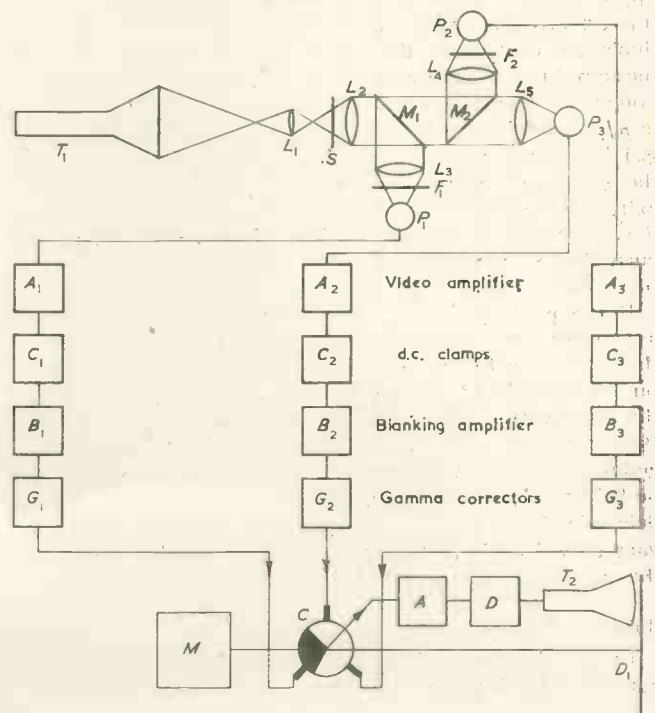 P₂
F₂
L₄
L₂
M₁
M₂
L₅
P₃
T₁
L₁
S
L₃
F₁
P₁
A₁
A₂
Video amplifier
A₃
C₁
C₂
d.c. clamps
C₃
B₁
B₂
Blanking amplifier
B₃
G₁
G₂
Gamma correctors
G₃
T₂
C
A
D
M
D₁